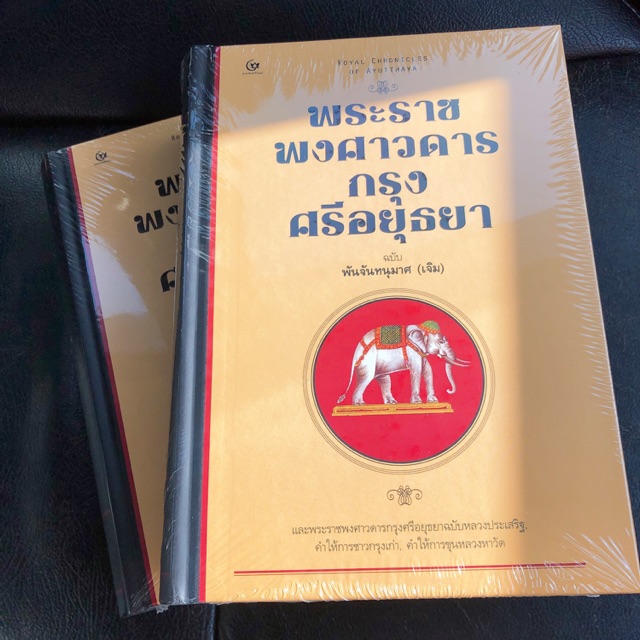 ROYAL CHRONICLES
OF AYUTTHAYA
พระราช
พงศาวดาร
กรุง
ศรีอยุธยา
ฉบับ
พันจันทนุมาศ (เจิม)
และพระราชพงศาวดารกรุงศรีอยุธยาฉบับหลวงประเสริฐ,
คำให้การชาวกรุงเก่า, คำให้การขุนหลวงหาวัด